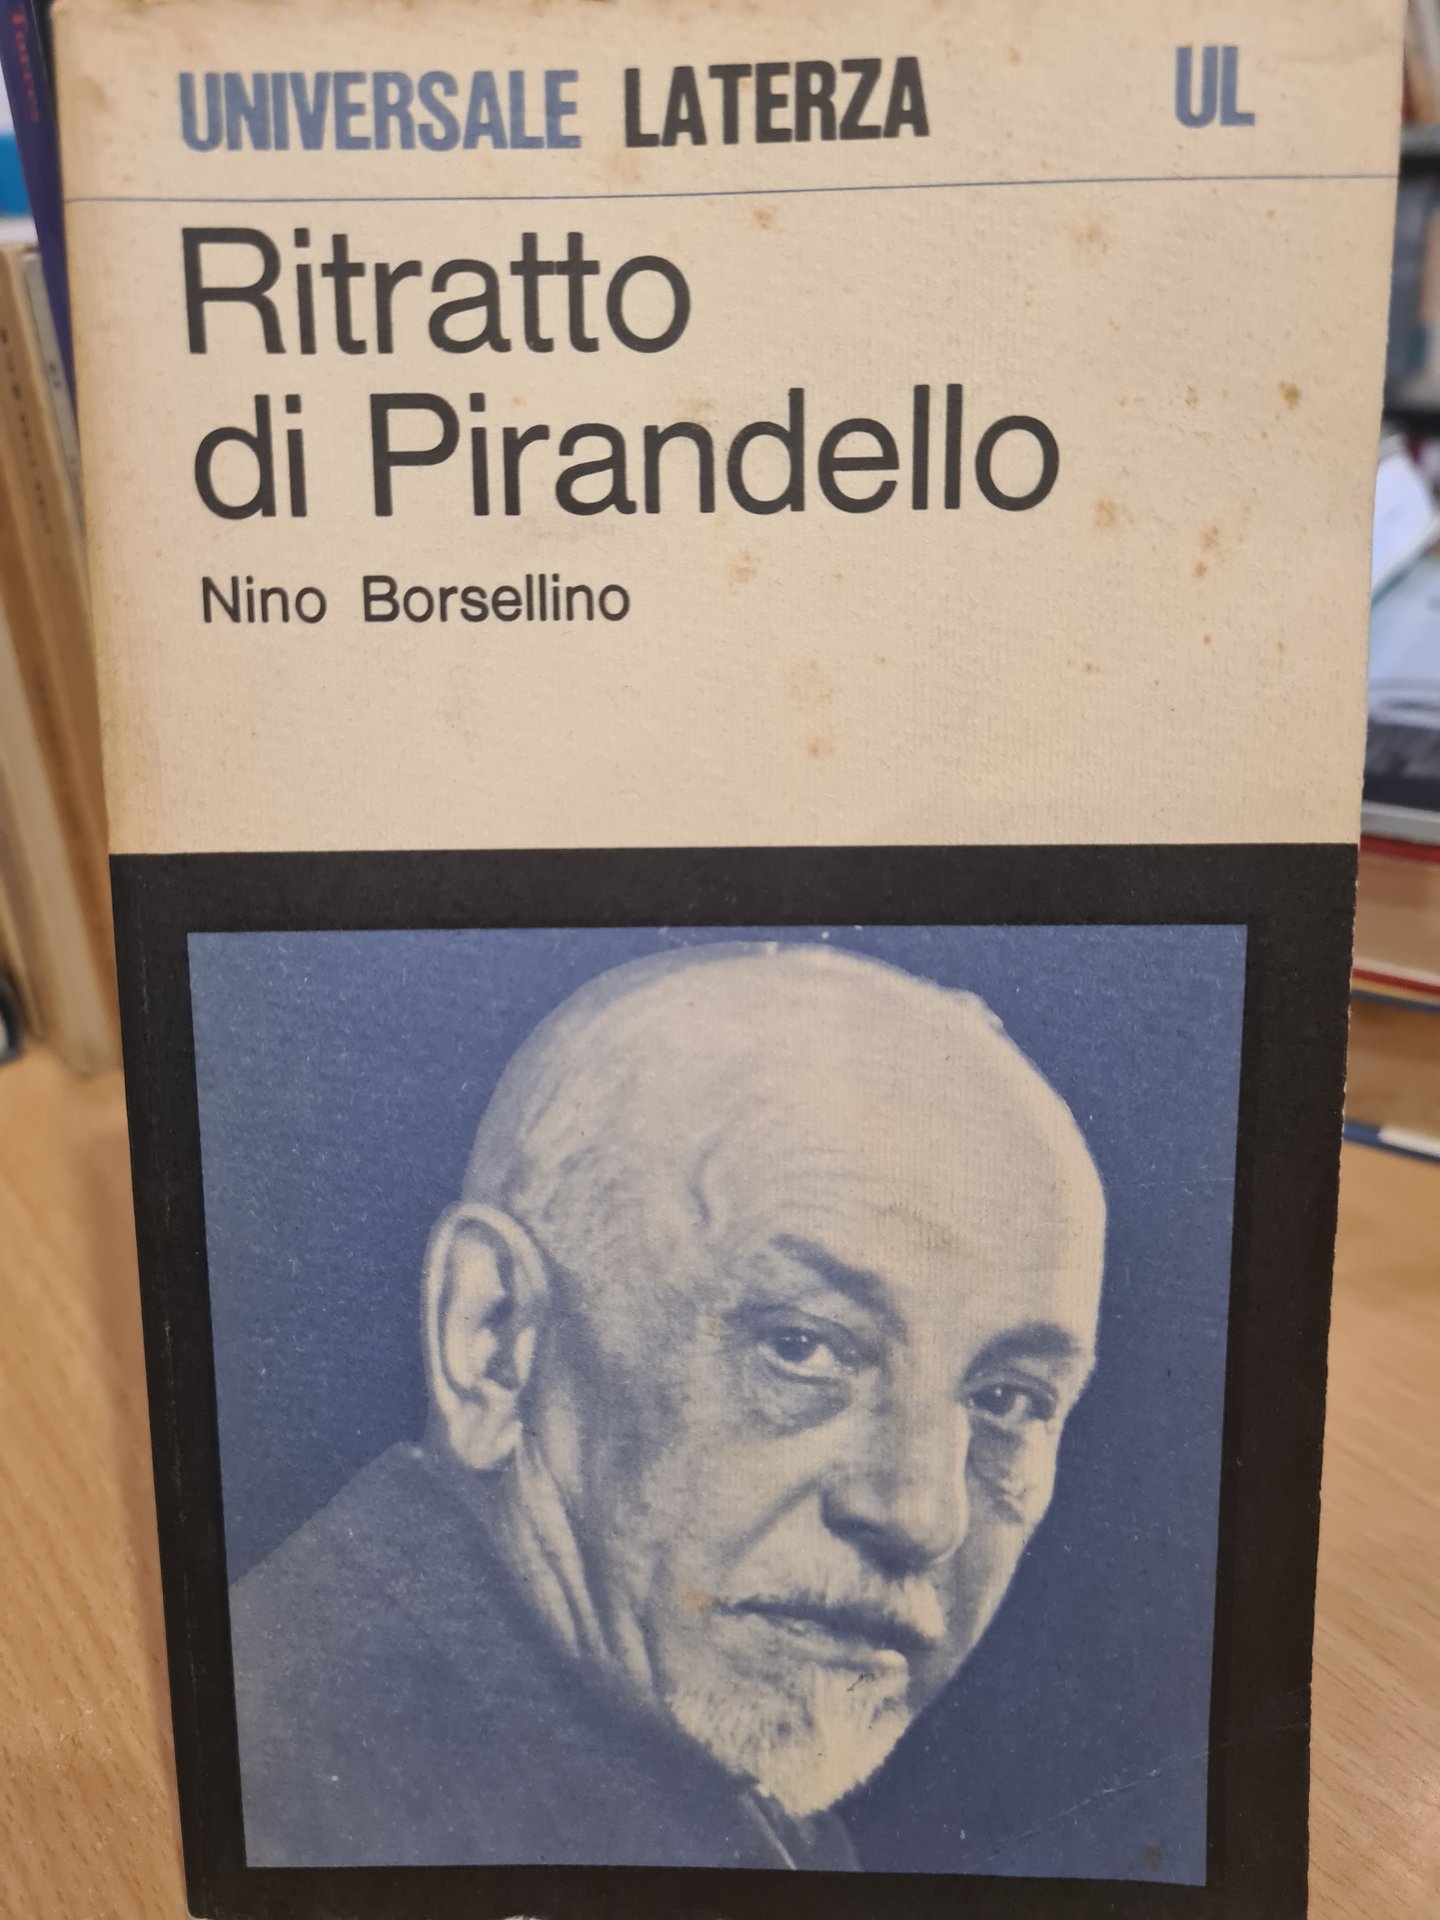 UNIVERSALE LATERZA UL
Ritratto
di Pirandello
Nino Borsellino